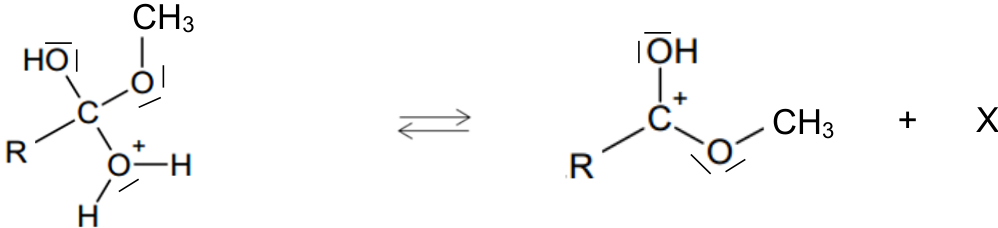 CH₃
HO O
C
R O + H
H
OH
C +
R O CH₃ + X